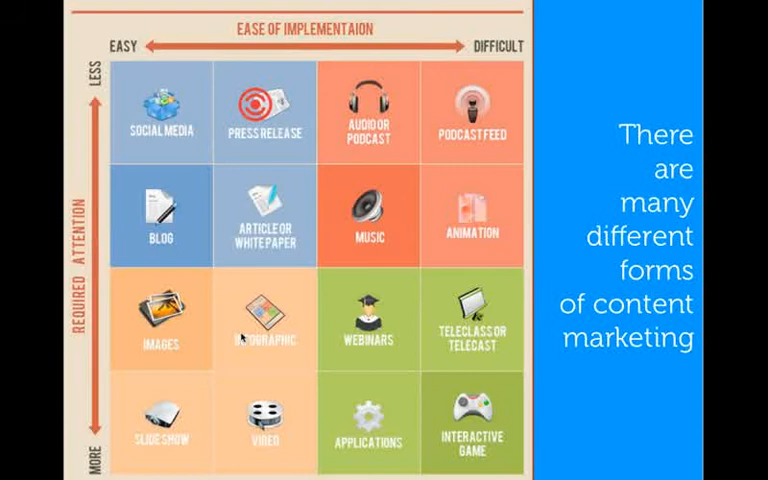 EASE OF IMPLEMENTAION
EASY
DIFFICULT
LESS
REQUIRED ATTENTION
MORE
SOCIAL MEDIA
PRESS RELEASE
AUDIO OR
PODCAST
PODCAST FEED
BLOG
ARTICLE OR
WHITE PAPER
MUSIC
ANIMATION
IMAGES
INFOGRAPHIC
WEBINARS
TELECLASS OR
TELECAST
SLIDE SHOW
VIDEO
APPLICATIONS
INTERACTIVE
GAME
There
are
many
different
forms
of content
marketing